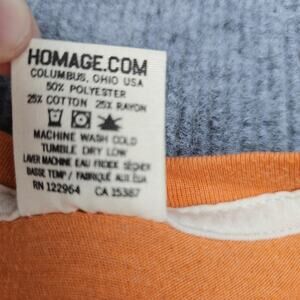 HOMAGE.COM
COLUMBUS, OHIO USA
50% POLYESTER
25% COTTON 25% RAYON
MACHINE WASH COLD
TUMBLE DRY LOW
LAVER MACHINE EAU FROIDE SÉCHER
BASSE TEMP/ FABRIQUÉ AUX ÉUA
RN 122964 CA 15387